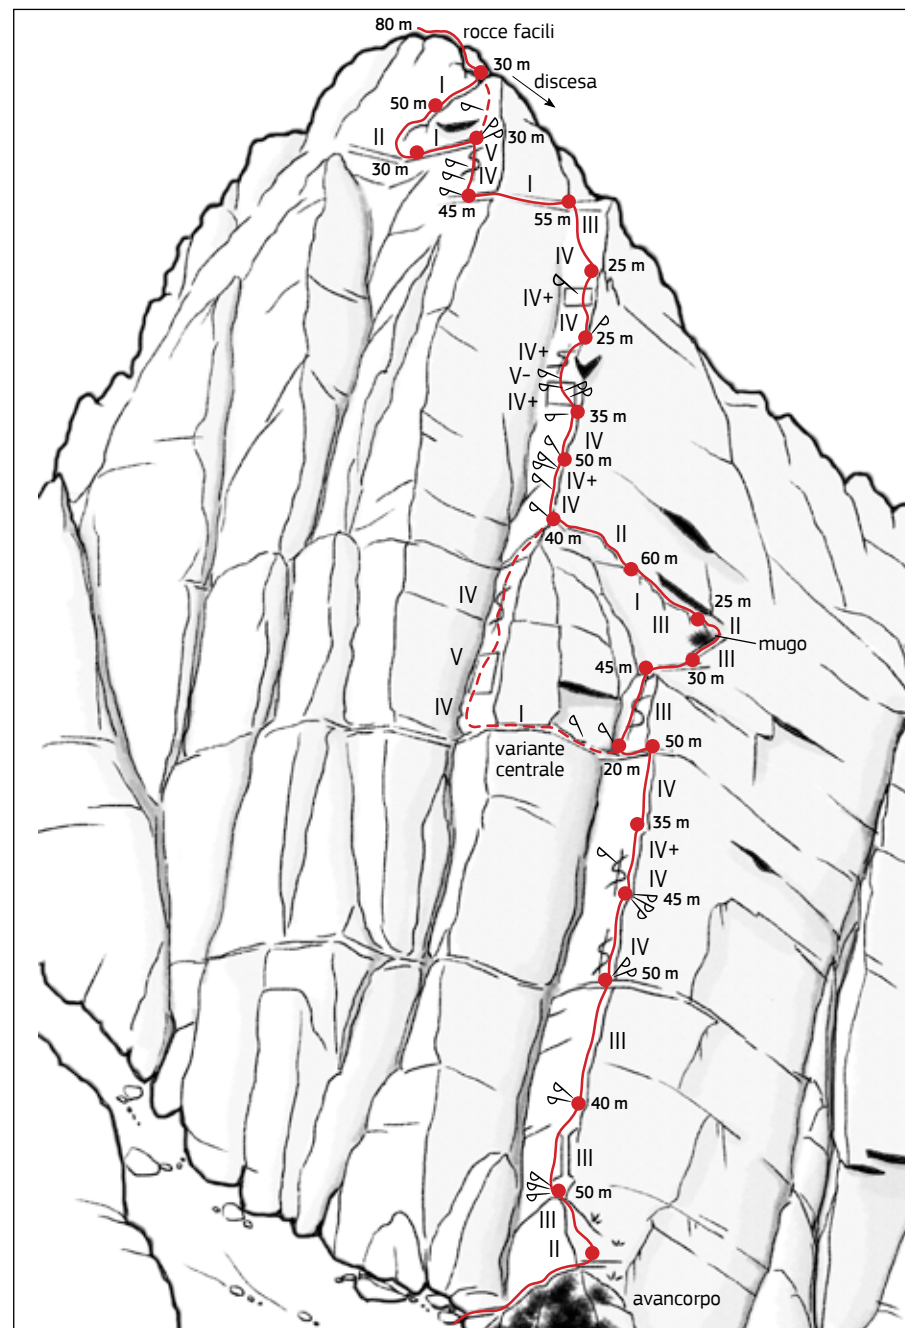 80 m
rocce facili
30 m
discesa
I
50 m
II
I
30 m
30 m
V
IV
45 m
I
55 m
III
IV
25 m
IV+
IV
25 m
IV+
V-
IV+
35 m
IV
50 m
IV+
IV
40 m
II
60 m
IV
I
25 m
III
II
mugo
V
45 m
III
30 m
IV
I
III
variante
centrale
20 m
50 m
IV
35 m
IV+
IV
45 m
IV
50 m
III
40 m
III
50 m
III
II
avancorpo